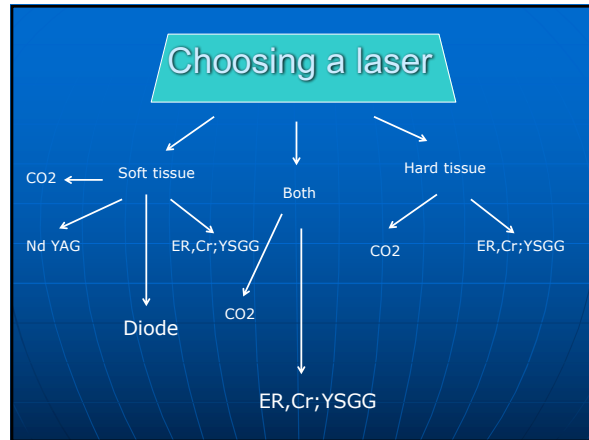 Choosing a laser
Soft tissue
Both
Hard tissue
CO2
Nd YAG
ER,Cr;YSGG
Diode
CO2
ER,Cr;YSGG
CO2
ER,Cr;YSGG